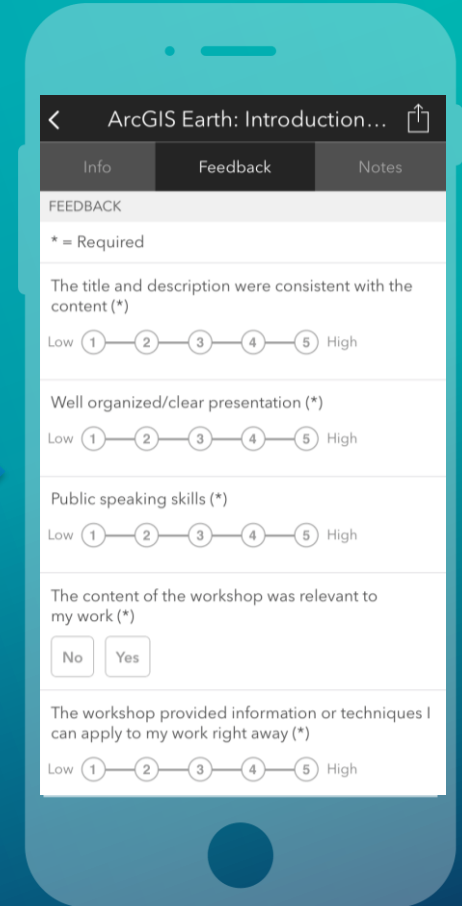 ArcGIS Earth: Introduction...
Info Feedback Notes
FEEDBACK
* = Required
The title and description were consistent with the
content (*)
Low 1 2 3 4 5 High
Well organized/clear presentation (*)
Low 1 2 3 4 5 High
Public speaking skills (*)
Low 1 2 3 4 5 High
The content of the workshop was relevant to
my work (*)
No Yes
The workshop provided information or techniques I
can apply to my work right away (*)
Low 1 2 3 4 5 High